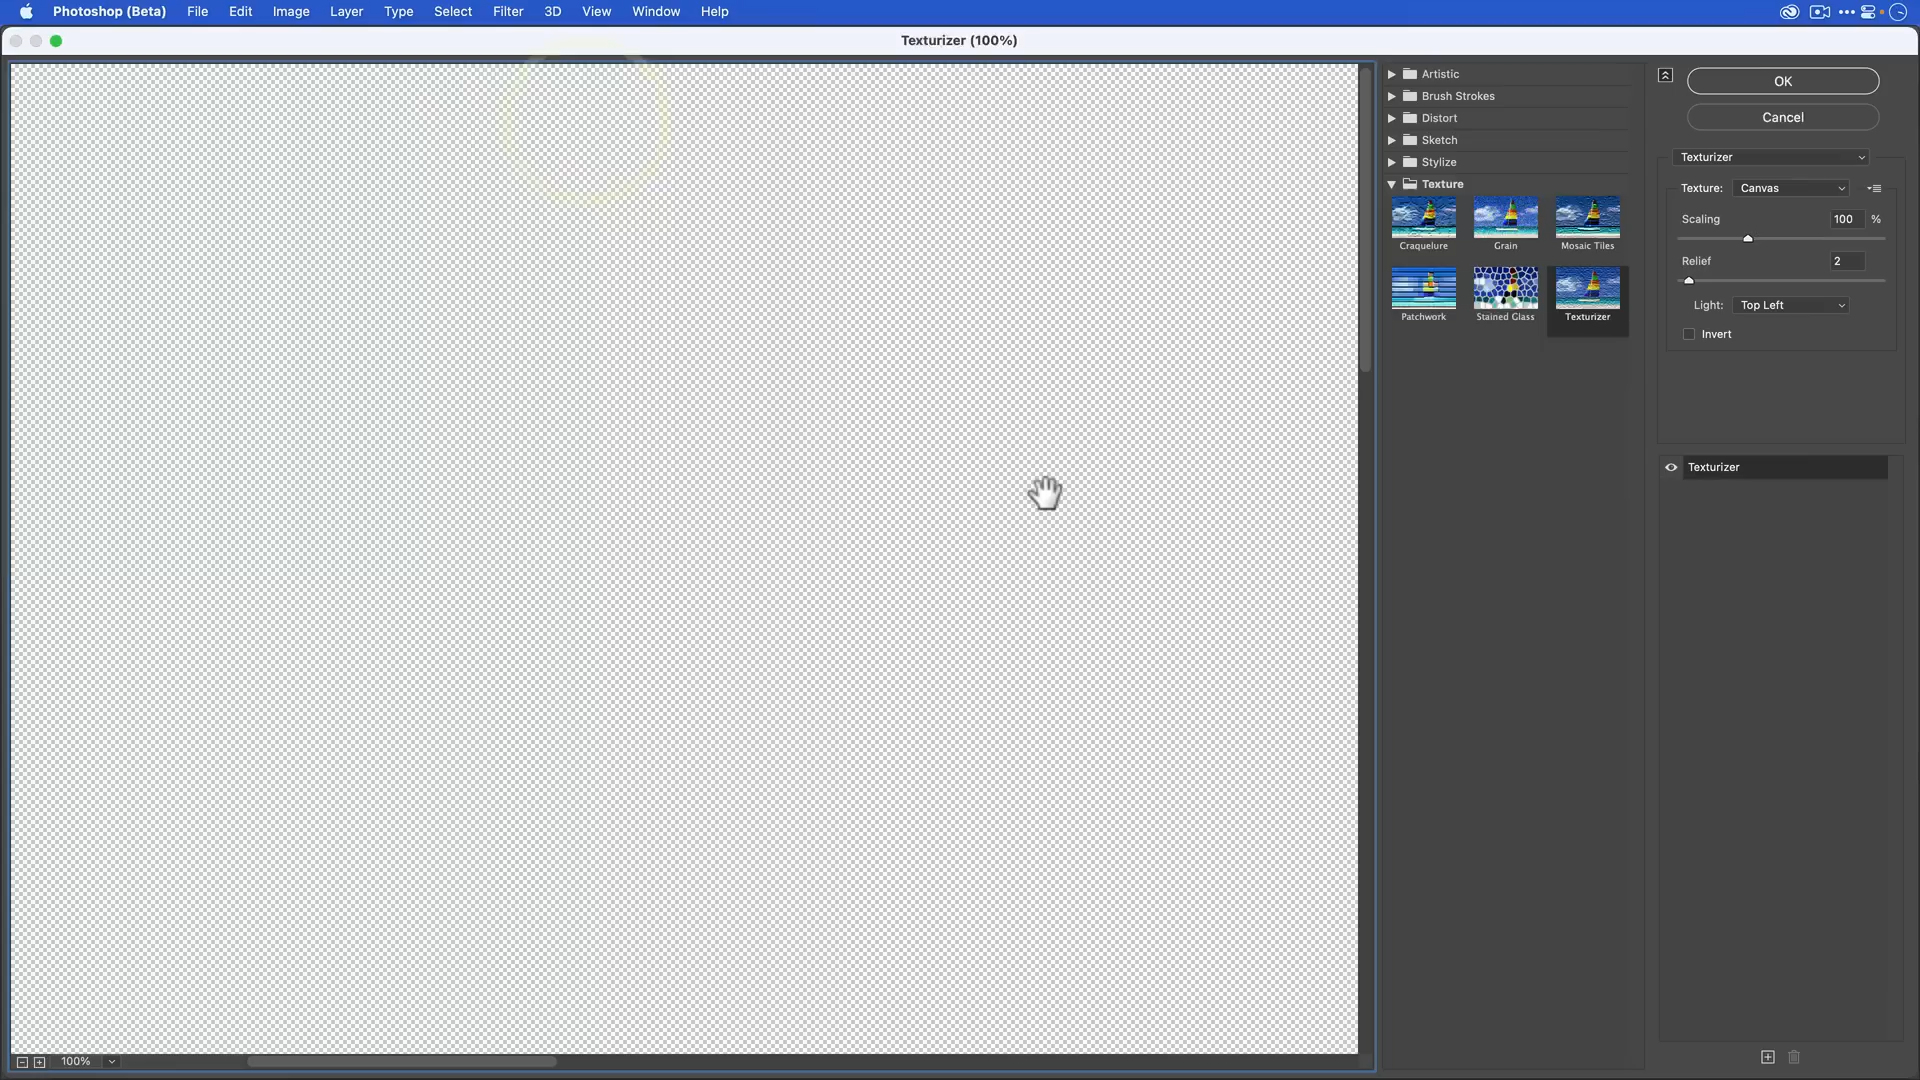 Photoshop (Beta) File Edit Image Layer Type Select Filter 3D View Window Help
Texturizer (100%)
Artistic
Brush Strokes
Distort
Sketch
Stylize
Texture
Craquelure Grain Mosaic Tiles
Patchwork Stained Glass Texturizer
OK
Cancel
Texturizer
Texture: Canvas
Scaling 100 %
Relief 2
Light: Top Left
Invert
Texturizer
100%